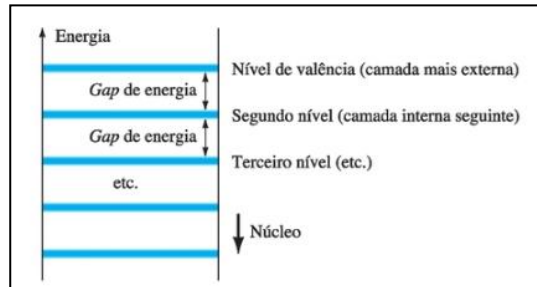 Energia
Nível de valência (camada mais externa)
Gap de energia
Segundo nível (camada interna seguinte)
Gap de energia
Terceiro nível (etc.)
etc.
Núcleo